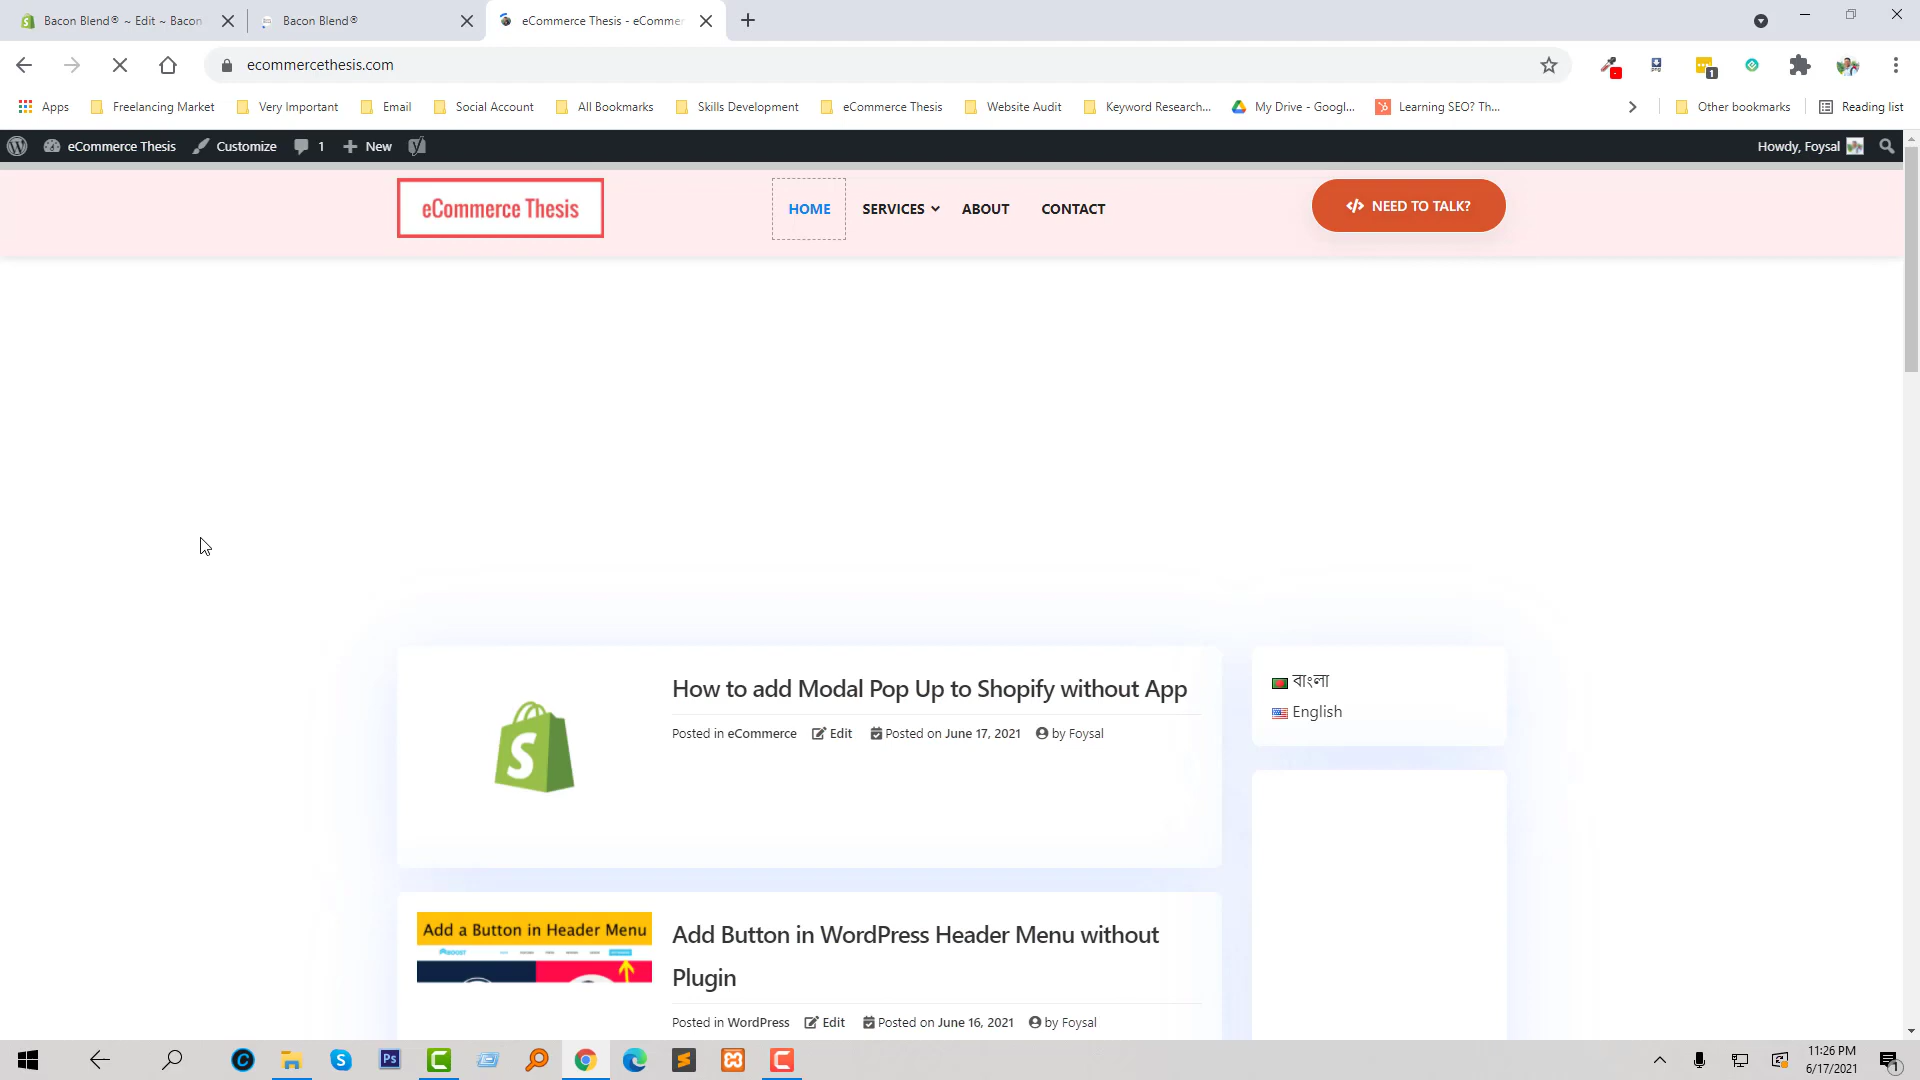 Bacon Blend® ~ Edit ~ Bacon
Bacon Blend®
eCommerce Thesis - eCommer
ecommercethesis.com
1
Apps
Freelancing Market
Very Important
Email
Social Account
All Bookmarks
Skills Development
eCommerce Thesis
Website Audit
Keyword Research...
My Drive - Googl...
Learning SEO? Th...
Other bookmarks
Reading list
eCommerce Thesis
Customize
1
New
Howdy, Foysal
eCommerce Thesis
HOME
SERVICES
ABOUT
CONTACT
NEED TO TALK?
How to add Modal Pop Up to Shopify without App
Posted in eCommerce Edit Posted on June 17, 2021 by Foysal
বাংলা
English
Add a Button in Header Menu
Add Button in WordPress Header Menu without
Plugin
Posted in WordPress Edit Posted on June 16, 2021 by Foysal
Ps
11:26 PM
6/17/2021
1